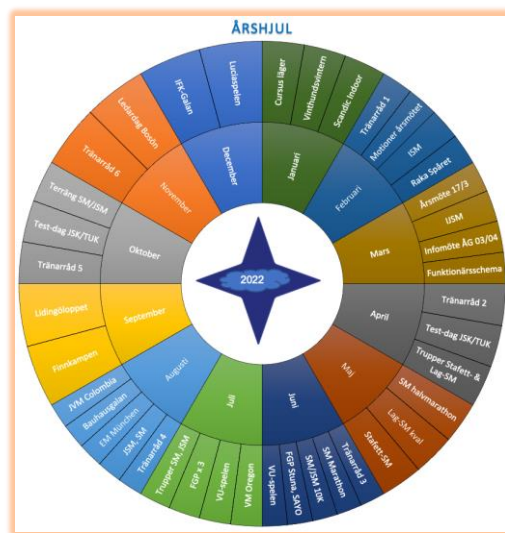 ÅRSHJUL
2022
Januari
Cursus läger
Vinthundsvintern
Scandic Indoor
Februari
Tränarråd 1
Motioner årsmötet
ISM
Raka Spåret
Mars
Årsmöte 17/3
IJSM
Infomöte ÅG 03/04
Funktionärsschema
April
Tränarråd 2
Test-dag JSK/TUK
Trupper Stafett- &
Lag-SM
Maj
SM halvmarathon
Lag-SM kval
Stafett-SM
Juni
Tränarråd 3
SM Marathon
SM/JSM 10K
FGP Stuna, SAYO
VU-spelen
Juli
VM Oregon
VU-spelen
FGP x 3
Trupper SM, JSM
Augusti
Tränarråd 4
JSM, SM
EM München
Bauhausgalan
JVM Colombia
September
Finnkampen
Lidingöloppet
Oktober
Tränarråd 5
Test-dag JSK/TUK
Terräng SM/JSM
November
Tränarråd 6
Ledardag Bosön
December
IFK-Galan
Luciaspelen